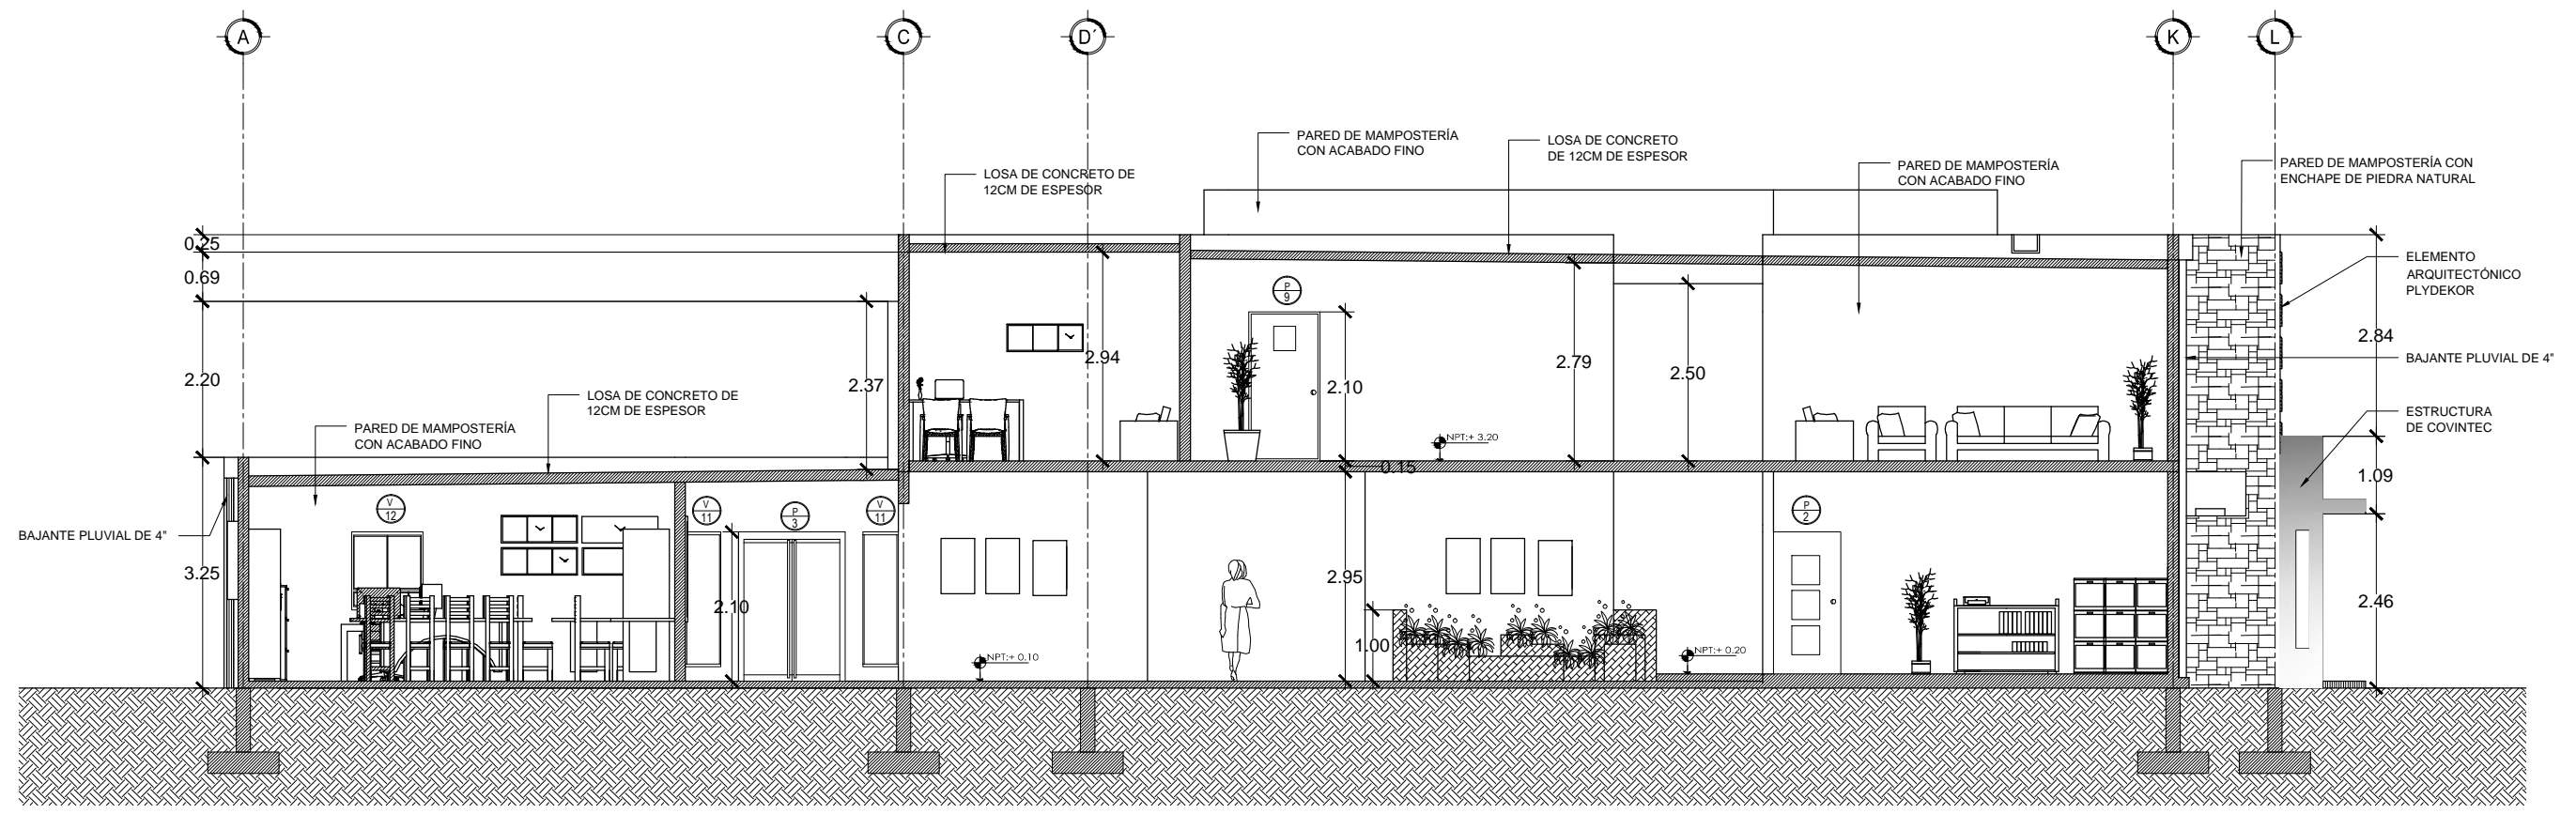 A
C
D´
K
L
PARED DE MAMPOSTERÍA
CON ACABADO FINO
LOSA DE CONCRETO
DE 12CM DE ESPESOR
LOSA DE CONCRETO DE
12CM DE ESPESOR
PARED DE MAMPOSTERÍA
CON ACABADO FINO
PARED DE MAMPOSTERÍA CON
ENCHAPE DE PIEDRA NATURAL
0.25
0.69
2.20
3.25
ELEMENTO
ARQUITECTÓNICO
PLYDEKOR
2.84
BAJANTE PLUVIAL DE 4"
ESTRUCTURA
DE COVINTEC
1.09
2.46
P
9
2.94
2.10
2.79
2.50
2.37
LOSA DE CONCRETO DE
12CM DE ESPESOR
PARED DE MAMPOSTERÍA
CON ACABADO FINO
NPT:+ 3.20
0.15
BAJANTE PLUVIAL DE 4"
V
12
V
11
P
3
V
11
P
2
2.10
2.95
1.00
NPT:+ 0.10
NPT:+ 0.20